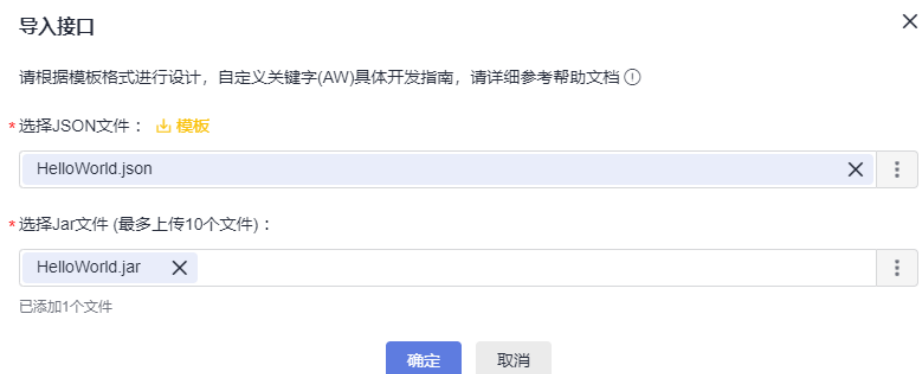 导入接口
请根据模板格式进行设计，自定义关键字(AW)具体开发指南，请详细参考帮助文档
*选择JSON文件： 模板
HelloWorld.json
*选择Jar文件 (最多上传10个文件)：
HelloWorld.jar
已添加1个文件
确定 取消